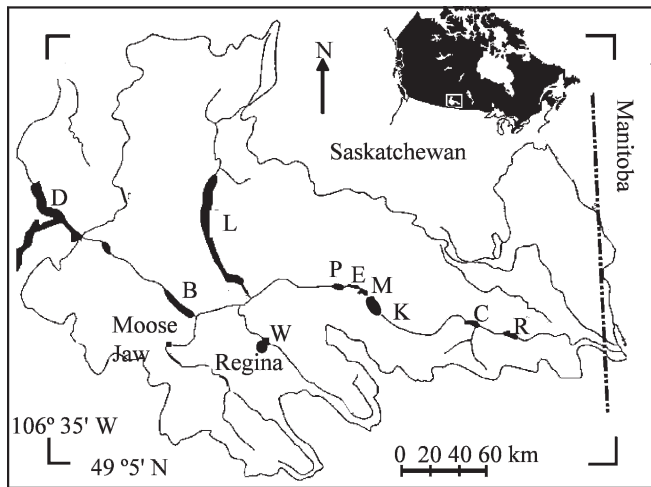 N
Manitoba
Saskatchewan
D
L
P
E
M
B
K
C
R
Moose
Jaw
W
Regina
106º 35' W
49 º5' N
0 20 40 60 km